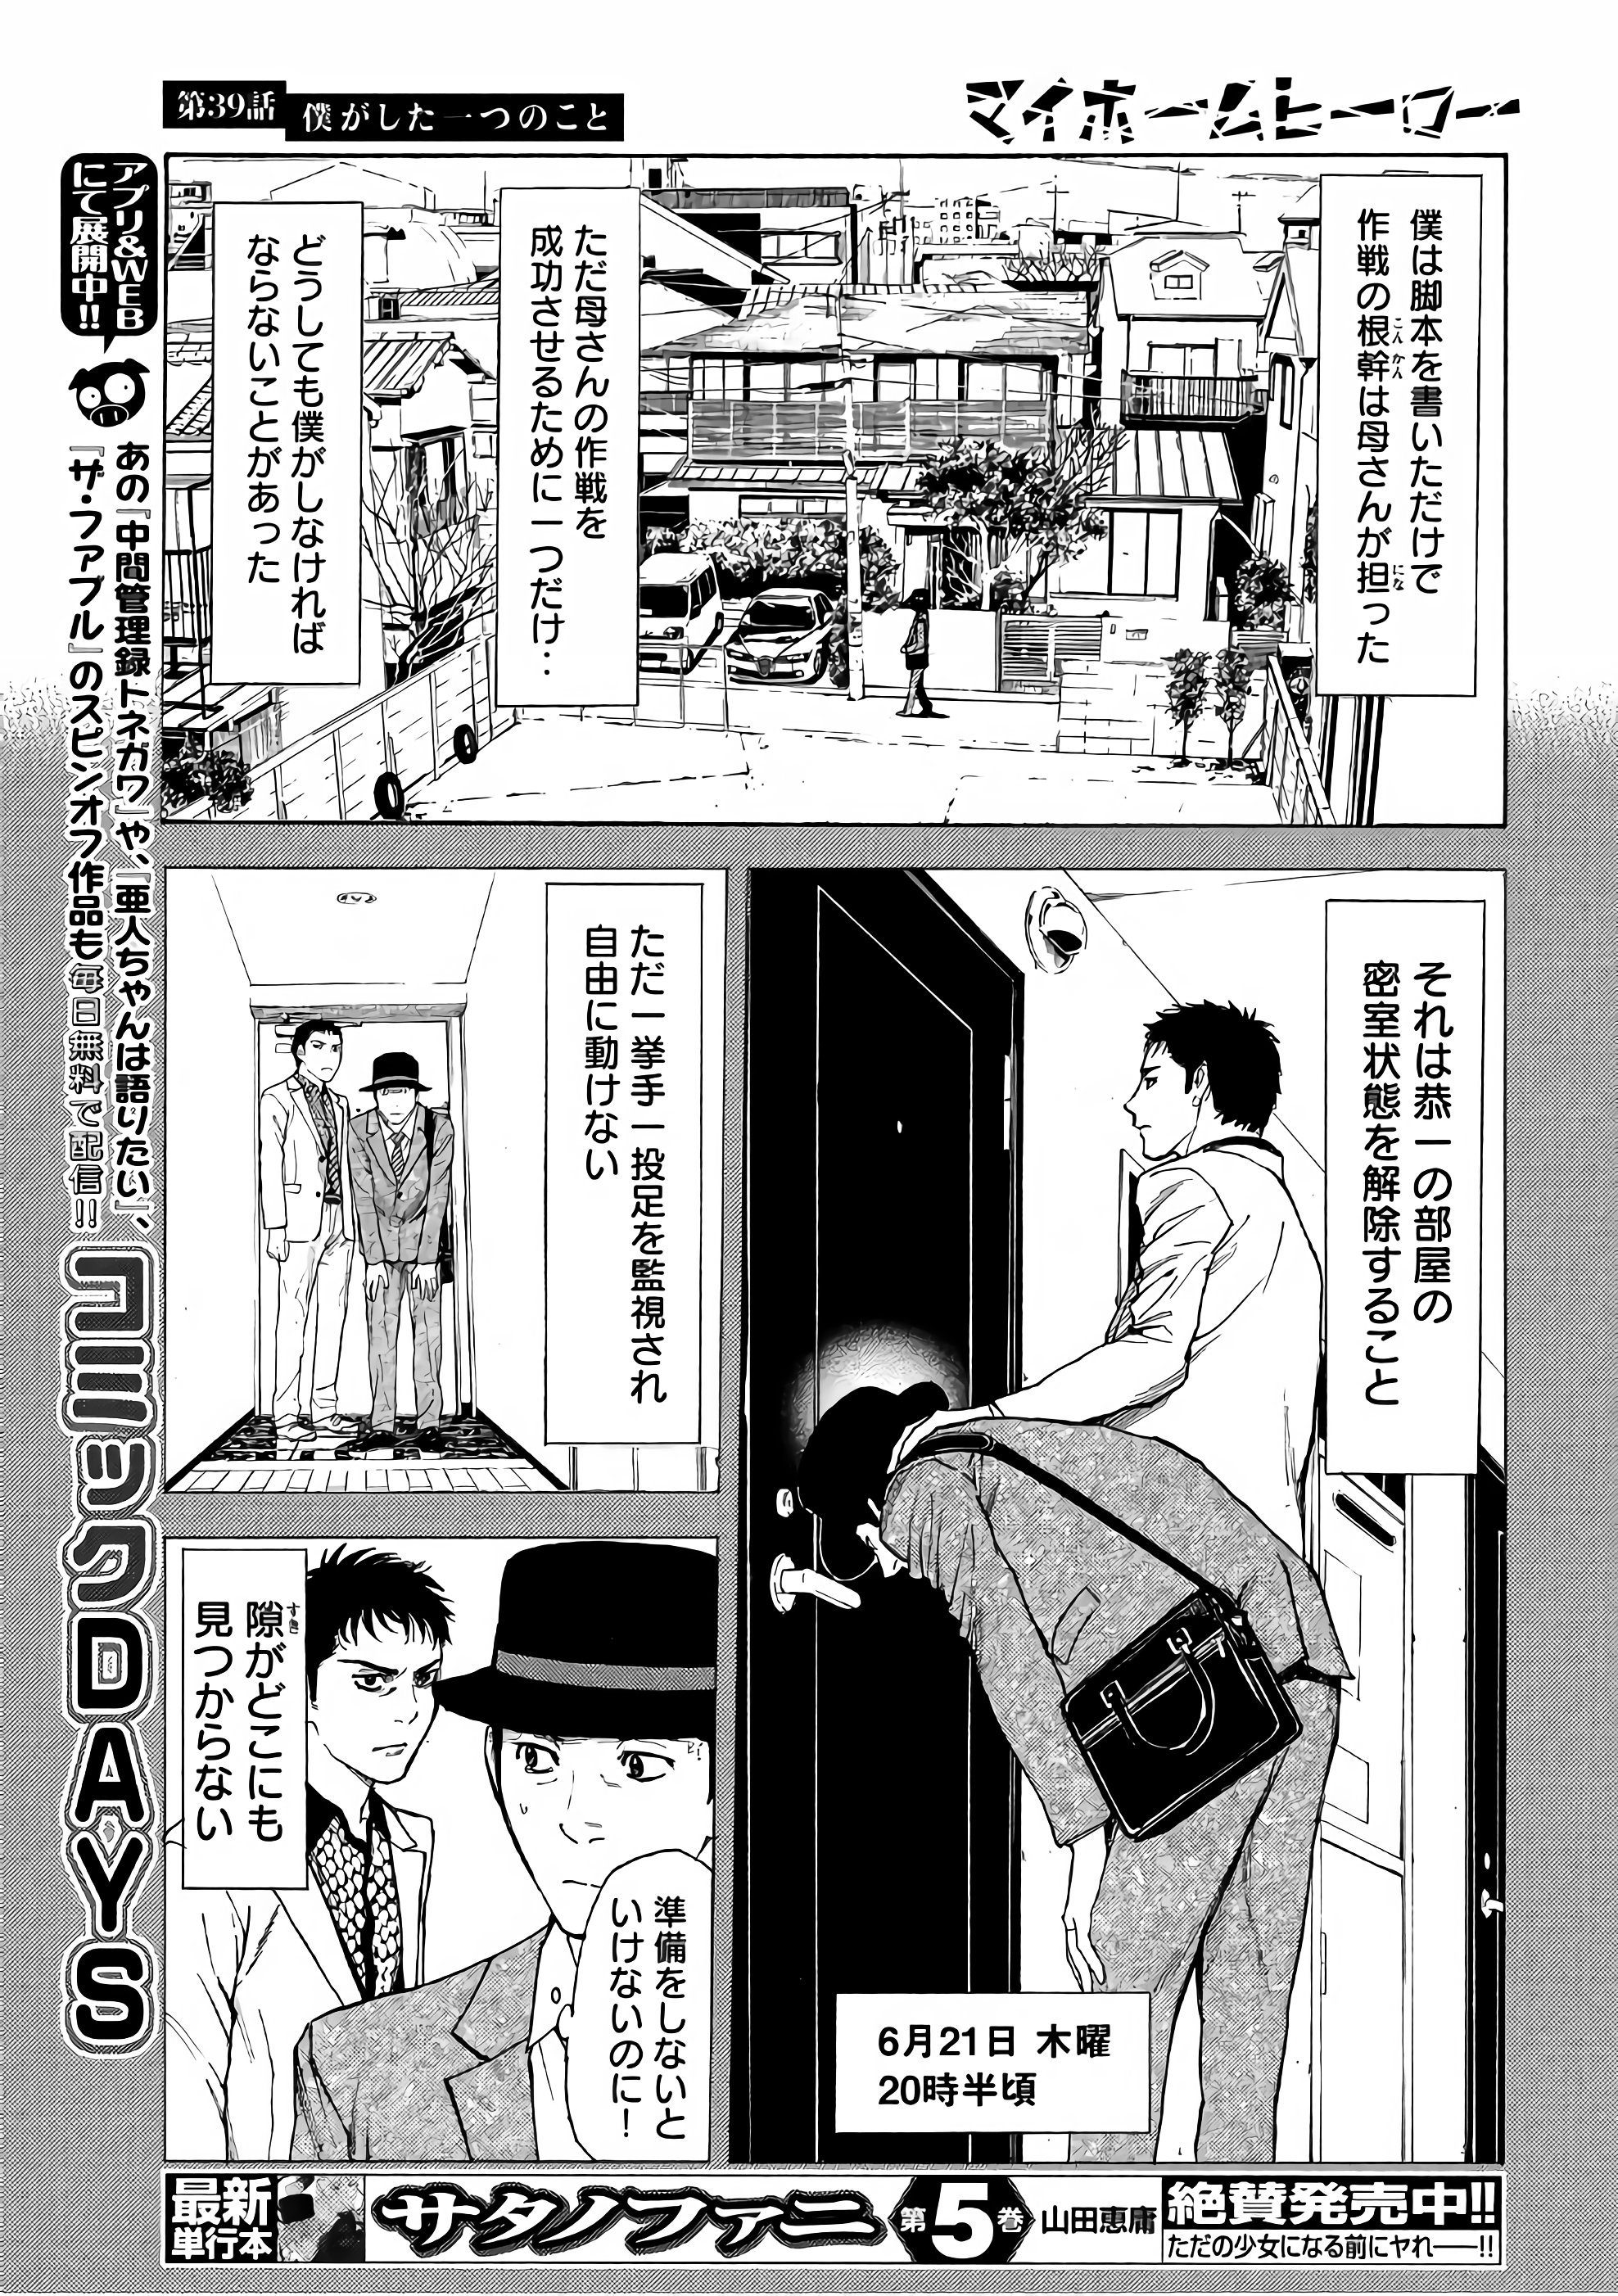 マイホームヒーロー
第39話
僕がした一つのこと
僕は脚本を書いただけで
作戦の根幹は母さんが担った
こんかん
にな
ただ母さんの作戦を
成功させるために一つだけ‥
どうしても僕がしなければ
ならないことがあった
それは恭一の部屋の
密室状態を解除すること
6月21日 木曜
20時半頃
ただ一挙手一投足を監視され
自由に動けない
隙がどこにも
すき
見つからない
準備をしないと
いけないのに！
アプリ&WEB
にて展開中!!
あの『中間管理録トネガワ』や、『亜人ちゃんは語りたい』、
『ザ・ファブル』のスピンオフ作品も毎日無料で配信!!
コミックDAYS
最新
単行本
サタノファニ
第5巻
山田恵庸
絶賛発売中!!
ただの少女になる前にヤれ──!!